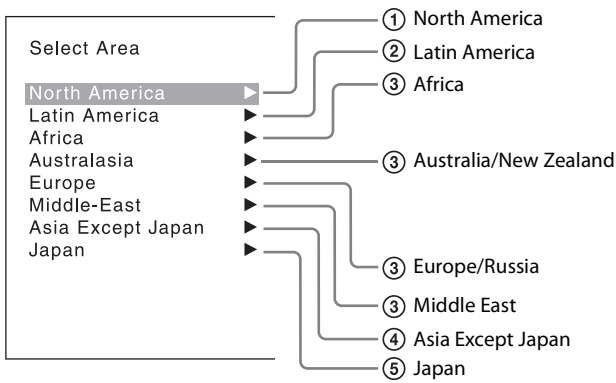 Select Area
North America ▶
Latin America ▶
Africa ▶
Australasia ▶
Europe ▶
Middle-East ▶
Asia Except Japan ▶
Japan ▶
① North America
② Latin America
③ Africa
③ Australia/New Zealand
③ Europe/Russia
③ Middle East
④ Asia Except Japan
⑤ Japan